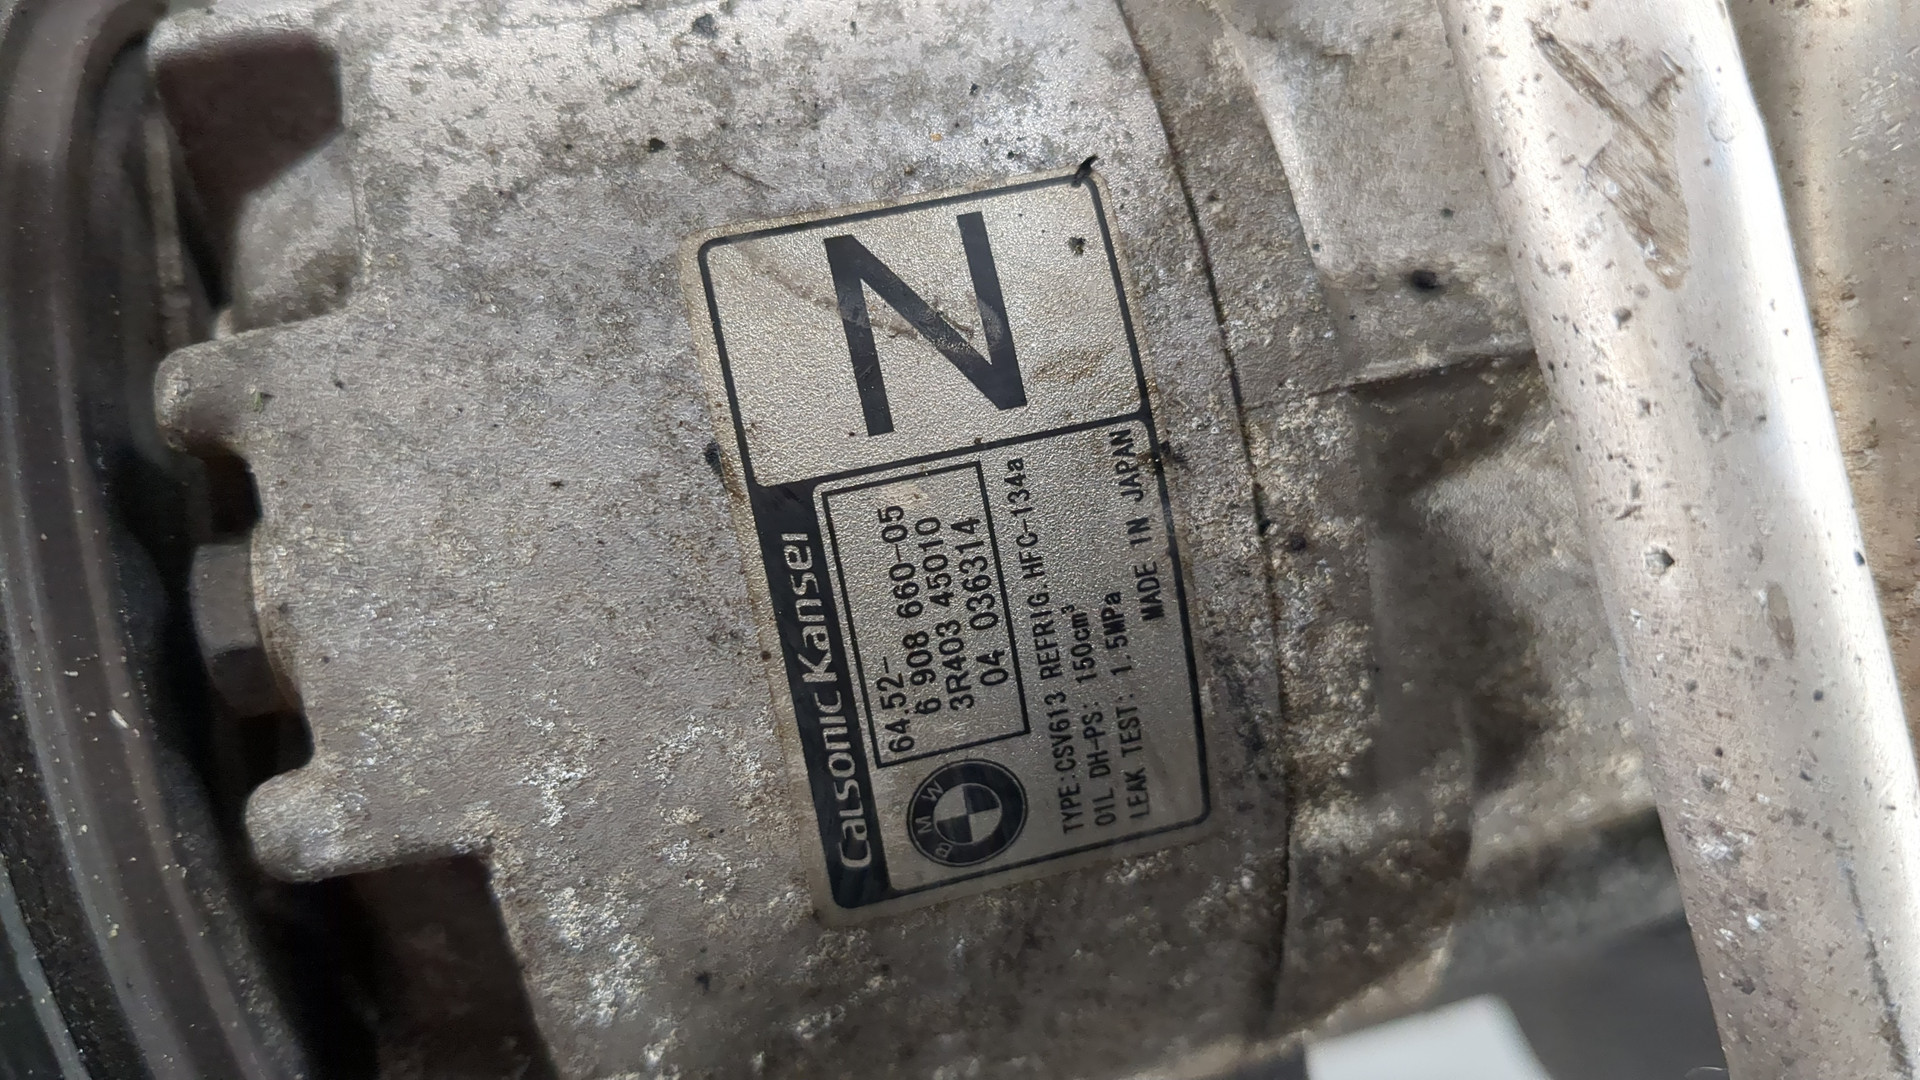 Calsonic Kansei
N
BMW
64.52-
6 908 660-05
3R403 45010
04 036314
TYPE:CSV613 REFRIG.HFC-134a
OIL DH-PS: 150cm³
LEAK TEST: 1.5MPa
MADE IN JAPAN